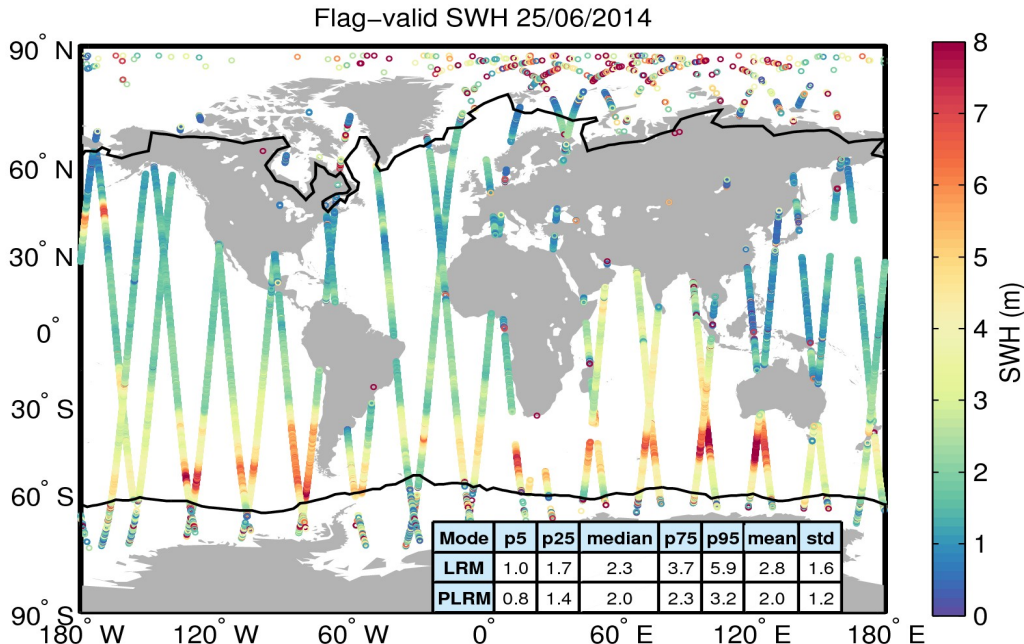 Flag−valid SWH 25/06/2014
90° N
60° N
30° N
0°
30° S
60° S
90° S
180° W
120° W
60° W
0°
60° E
120° E
180° E
8
7
6
5
4
3
2
1
0
SWH (m)
Mode p5 p25 median p75 p95 mean std
LRM 1.0 1.7 2.3 3.7 5.9 2.8 1.6
PLRM 0.8 1.4 2.0 2.3 3.2 2.0 1.2